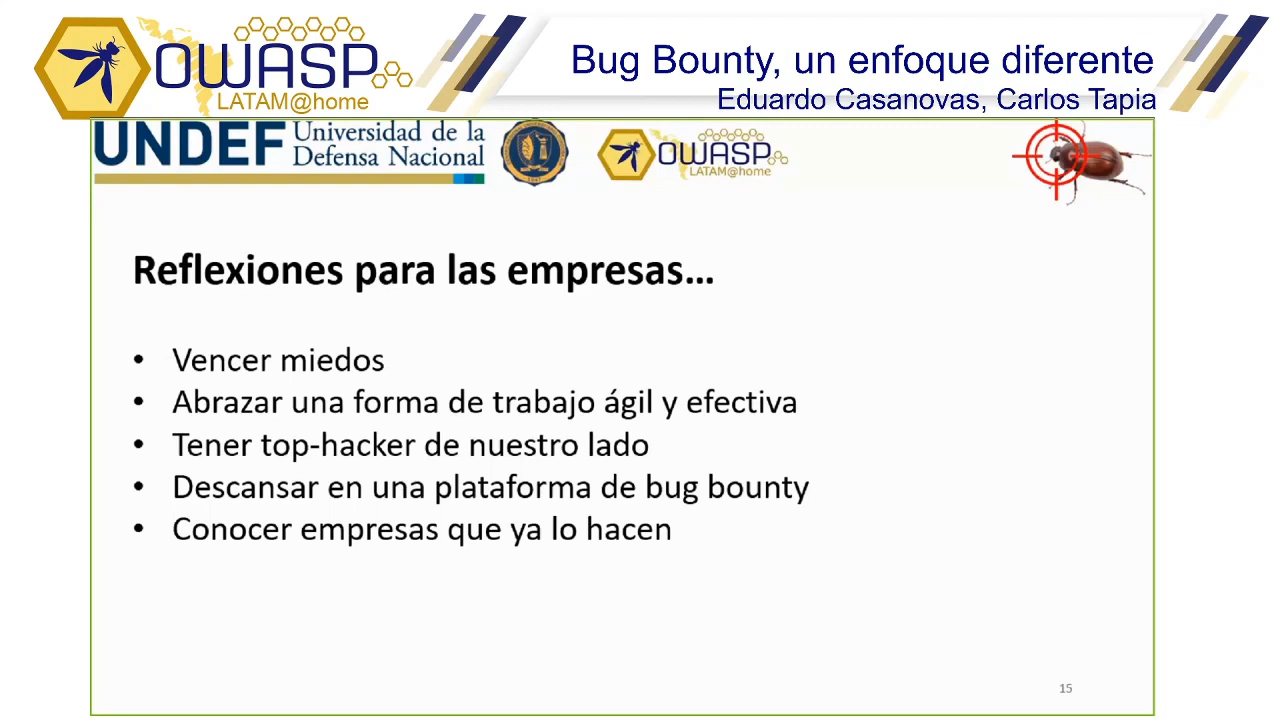 OWASP
LATAM@home
Bug Bounty, un enfoque diferente
Eduardo Casanovas, Carlos Tapia
UNDEF
Universidad de la
Defensa Nacional
OWASP
LATAM@home
Reflexiones para las empresas...
• Vencer miedos
• Abrazar una forma de trabajo ágil y efectiva
• Tener top-hacker de nuestro lado
• Descansar en una plataforma de bug bounty
• Conocer empresas que ya lo hacen
15